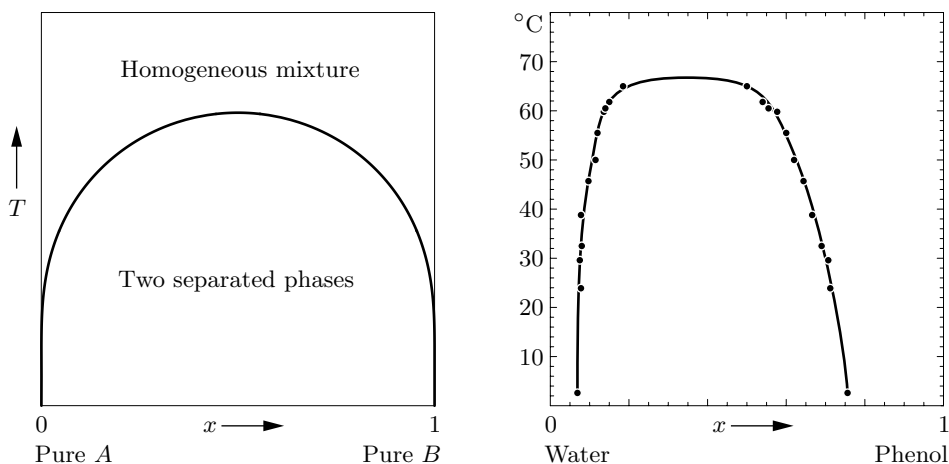 Homogeneous mixture
T
Two separated phases
0
x
1
Pure A
Pure B
°C
70
60
50
40
30
20
10
0
x
1
Water
Phenol